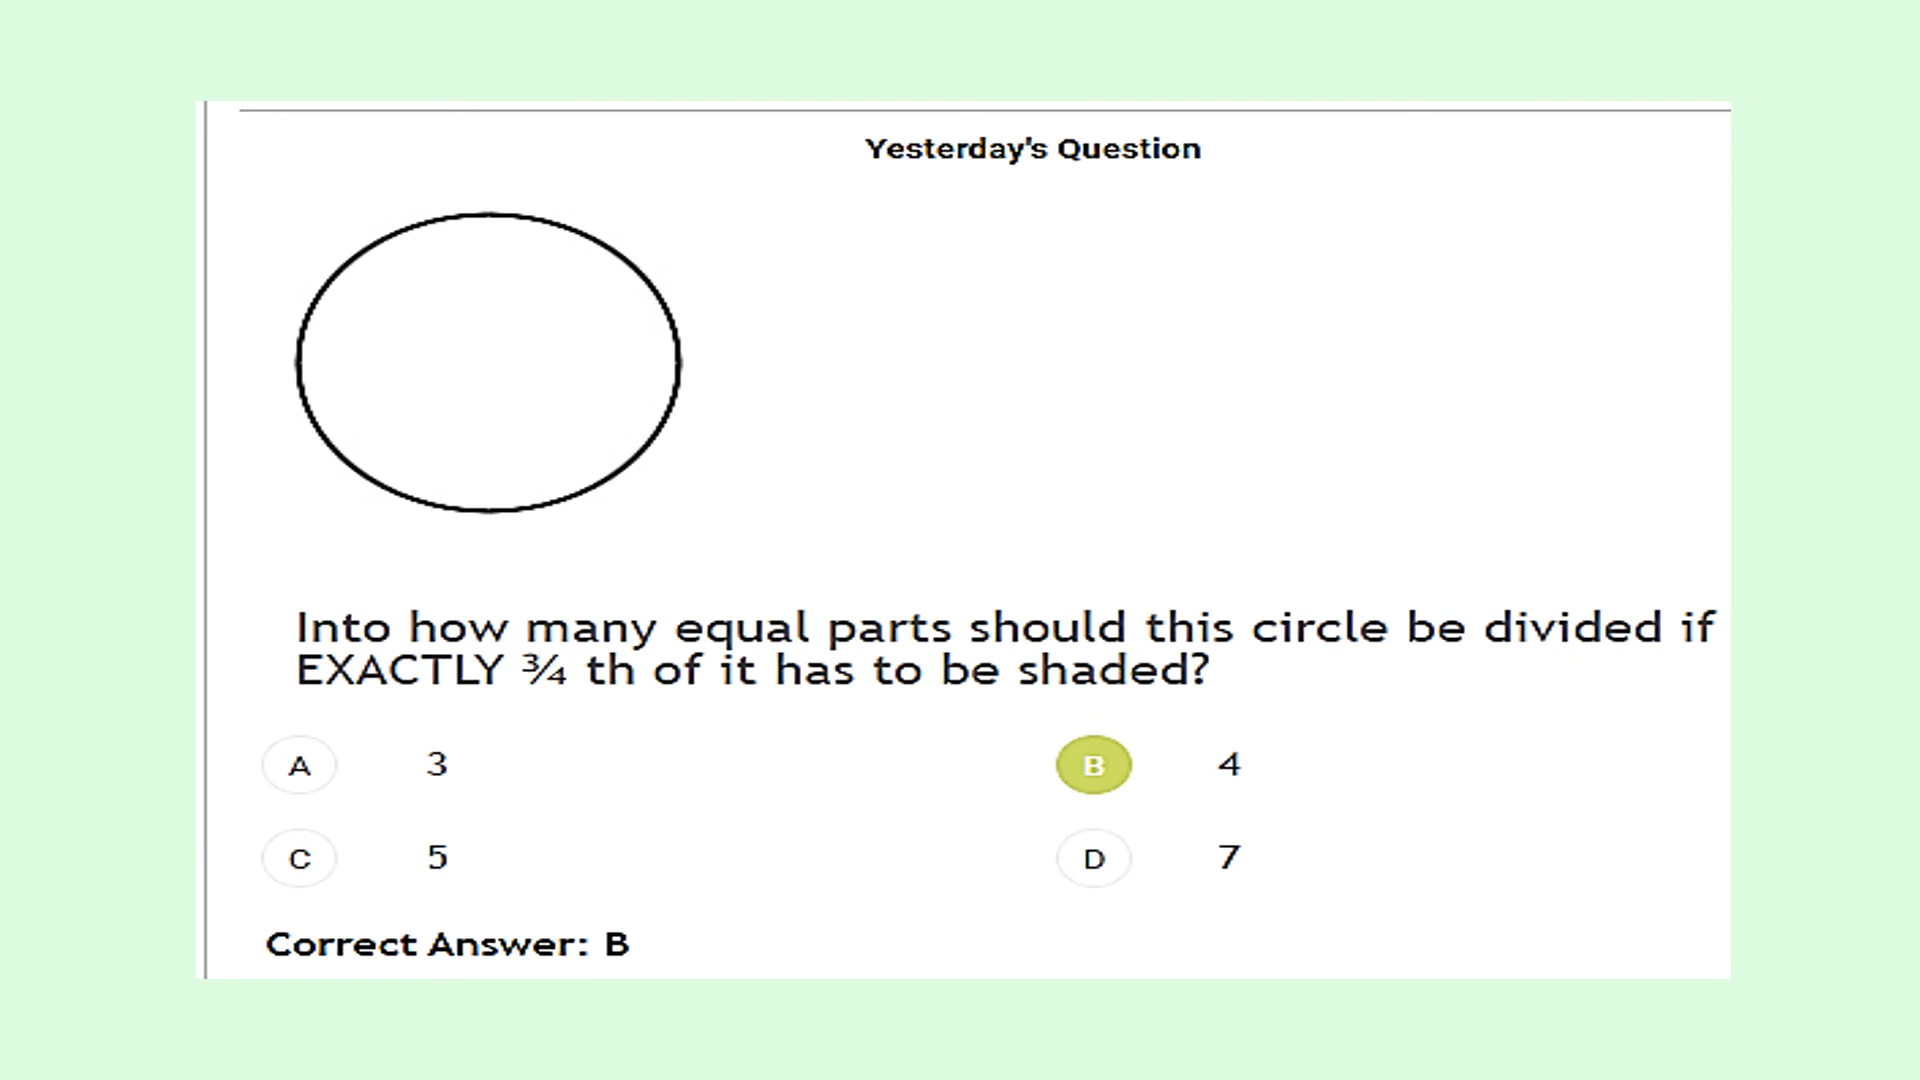 Yesterday's Question
Into how many equal parts should this circle be divided if
EXACTLY ¾ th of it has to be shaded?
A 3 B 4
C 5 D 7
Correct Answer: B